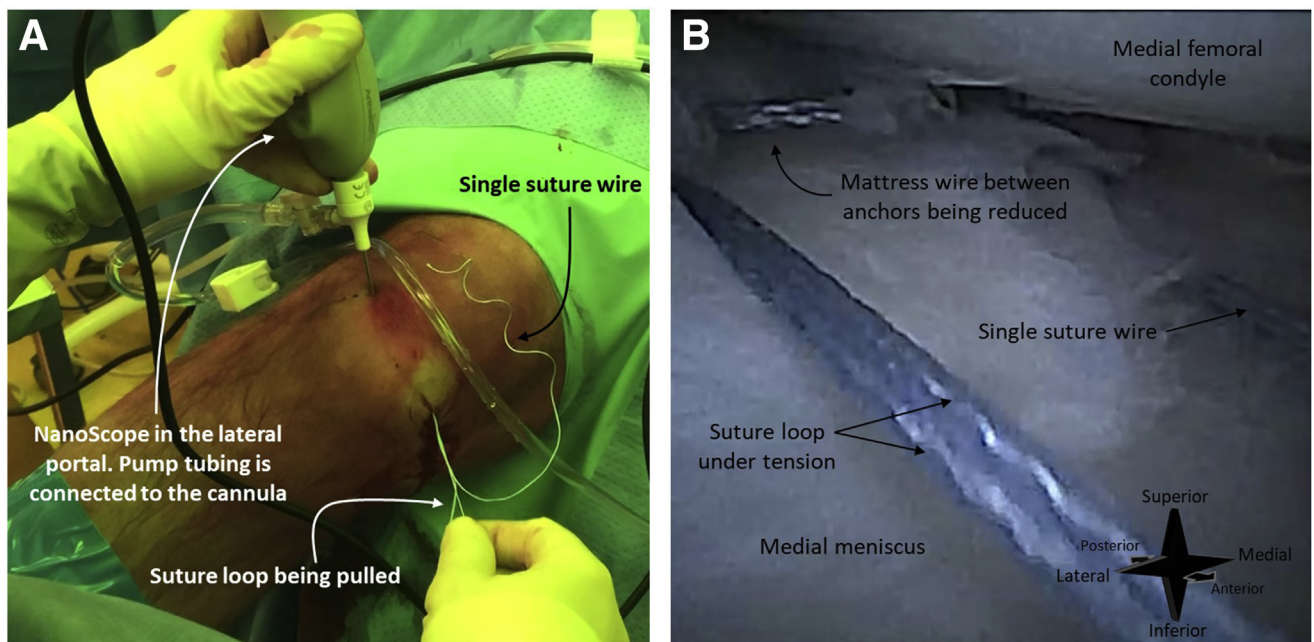 A
Single suture wire
NanoScope in the lateral
portal. Pump tubing is
connected to the cannula
Suture loop being pulled
B
Medial femoral
condyle
Mattress wire between
anchors being reduced
Single suture wire
Suture loop
under tension
Medial meniscus
Superior
Posterior
Medial
Lateral
Anterior
Inferior